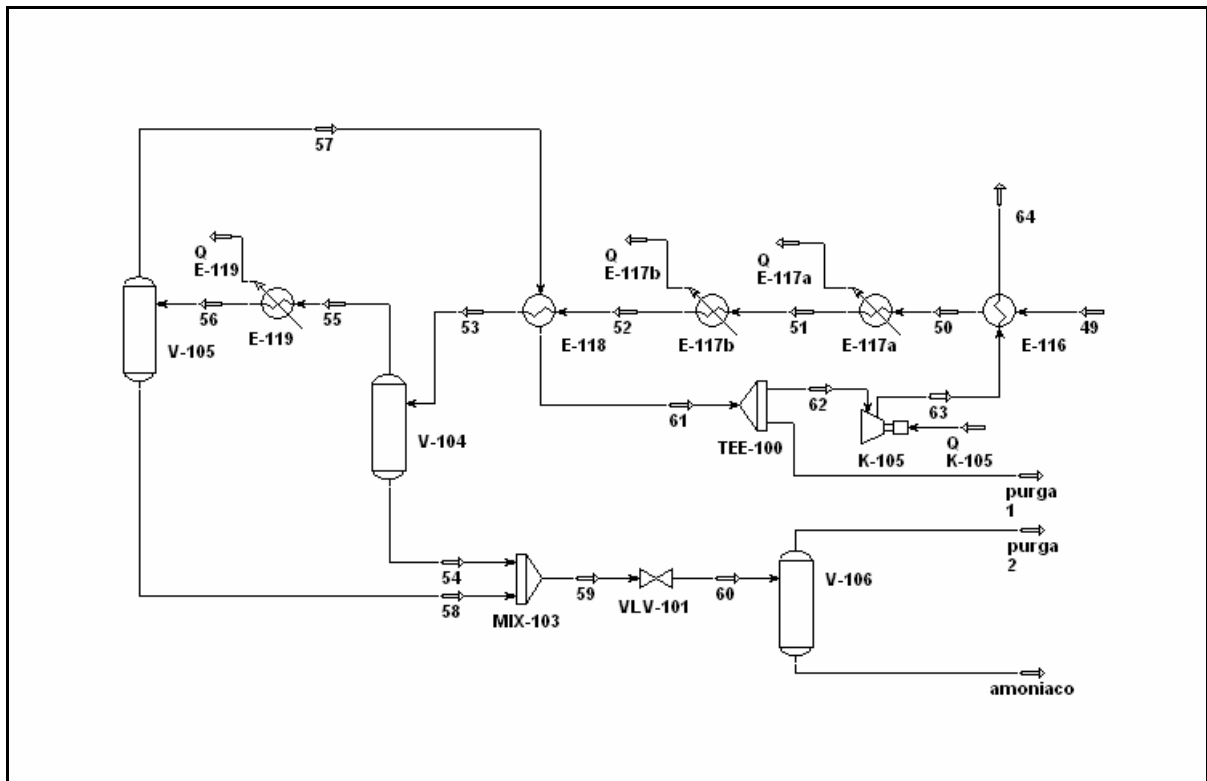 57
64
Q
E-119
Q
E-117b
Q
E-117a
56
55
53
52
51
50
49
V-105
E-119
E-118
E-117b
E-117a
E-116
62
63
61
V-104
TEE-100
K-105
Q
K-105
purga
1
purga
2
54
59
60
V-106
58
MIX-103
VLV-101
amoniaco